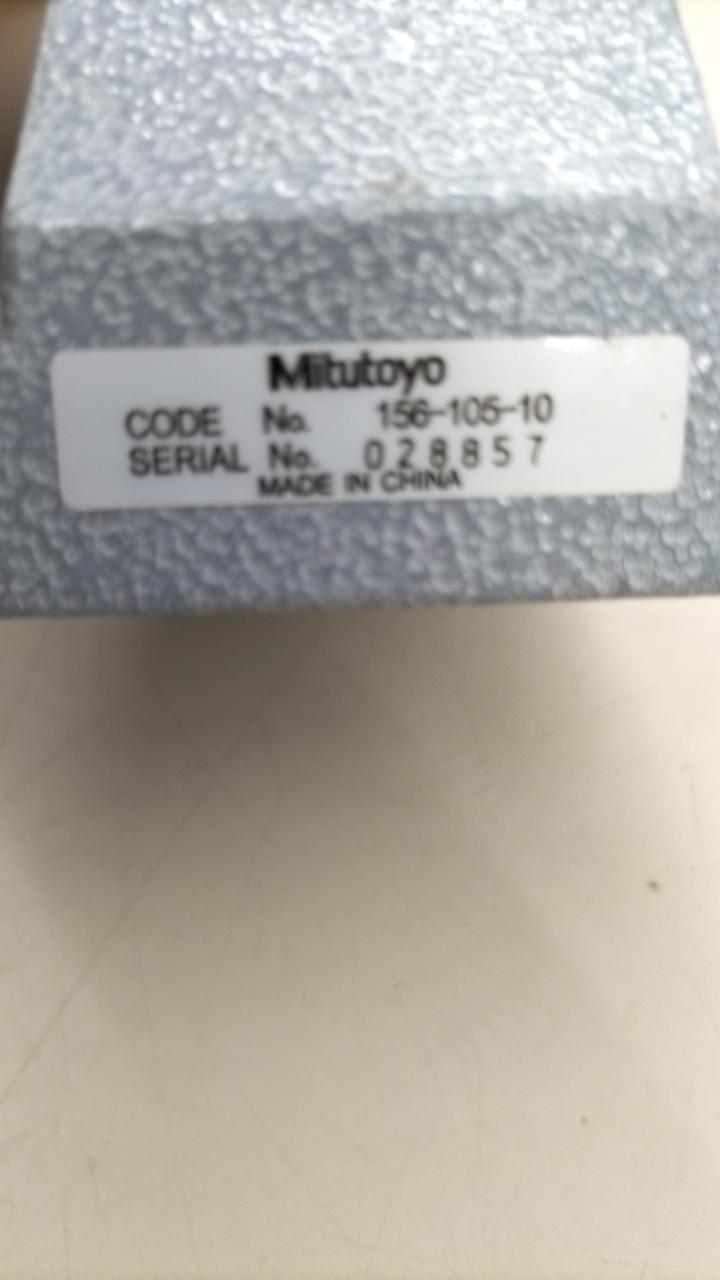 Mitutoyo
CODE No. 156-105-10
SERIAL No. 028857
MADE IN CHINA